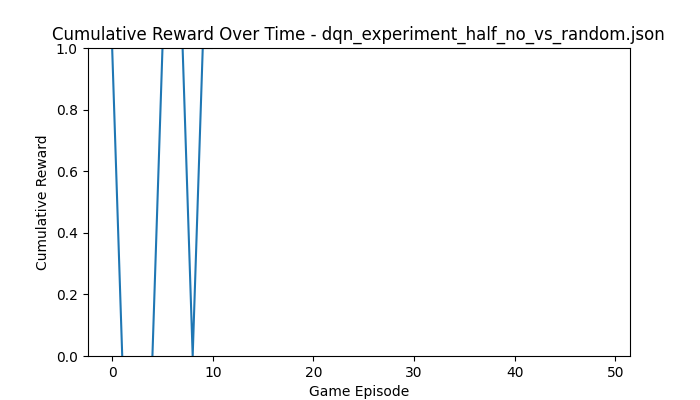 Cumulative Reward Over Time - dqn_experiment_half_no_vs_random.json
1.0
0.8
0.6
0.4
0.2
0.0
Cumulative Reward
0 10 20 30 40 50
Game Episode